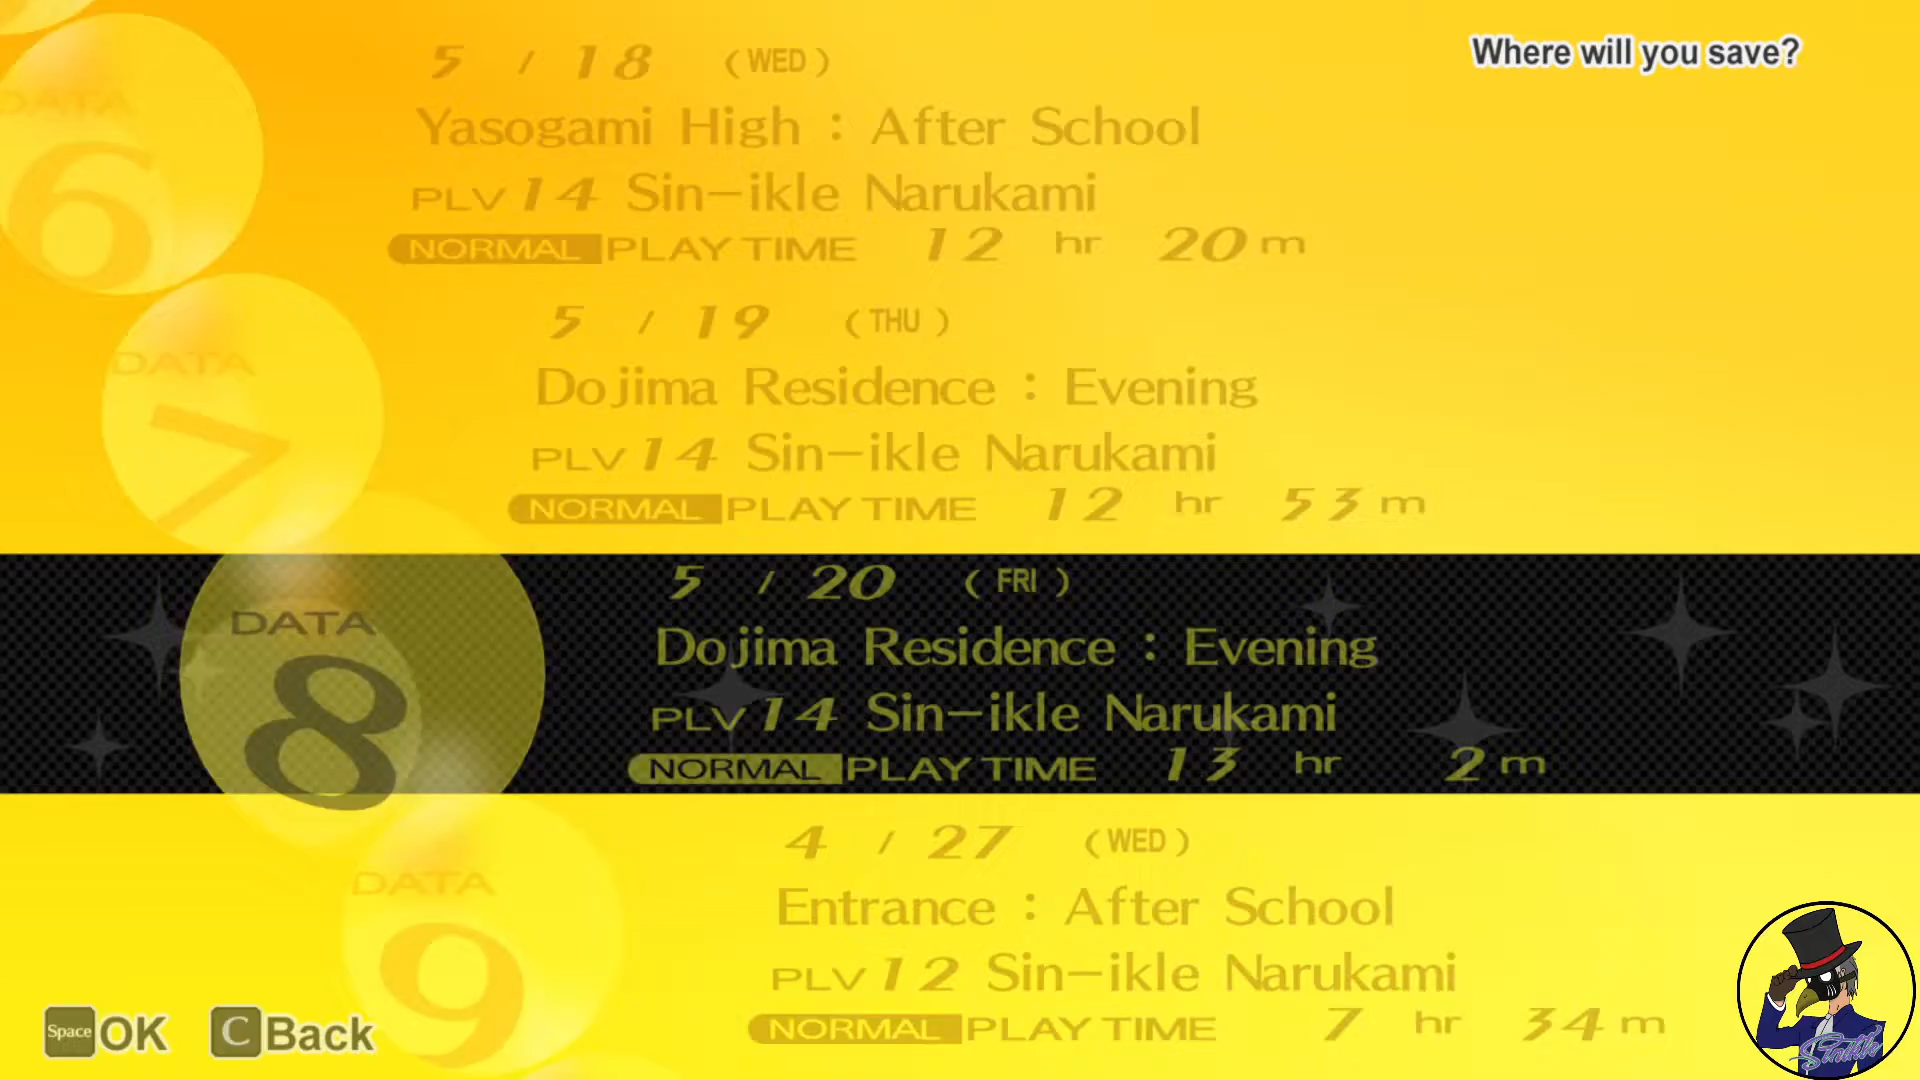 Where will you save?
DATA
6
5 / 18 (WED)
Yasogami High : After School
PLV 14 Sin-ikle Narukami
NORMAL PLAY TIME 12 hr 20 m
DATA
7
5 / 19 (THU)
Dojima Residence : Evening
PLV 14 Sin-ikle Narukami
NORMAL PLAY TIME 12 hr 53 m
DATA
8
5 / 20 (FRI)
Dojima Residence : Evening
PLV 14 Sin-ikle Narukami
NORMAL PLAY TIME 13 hr 2 m
DATA
9
4 / 27 (WED)
Entrance : After School
PLV 12 Sin-ikle Narukami
NORMAL PLAY TIME 7 hr 34 m
Space OK C Back